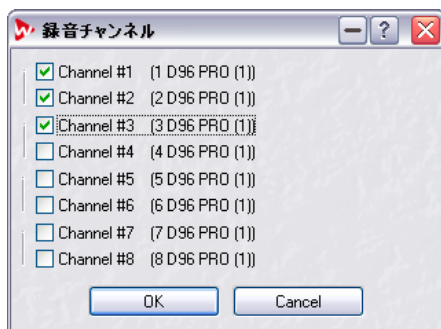 録音チャンネル
Channel #1 (1 D96 PRO (1))
Channel #2 (2 D96 PRO (1))
Channel #3 (3 D96 PRO (1))
Channel #4 (4 D96 PRO (1))
Channel #5 (5 D96 PRO (1))
Channel #6 (6 D96 PRO (1))
Channel #7 (7 D96 PRO (1))
Channel #8 (8 D96 PRO (1))
OK Cancel